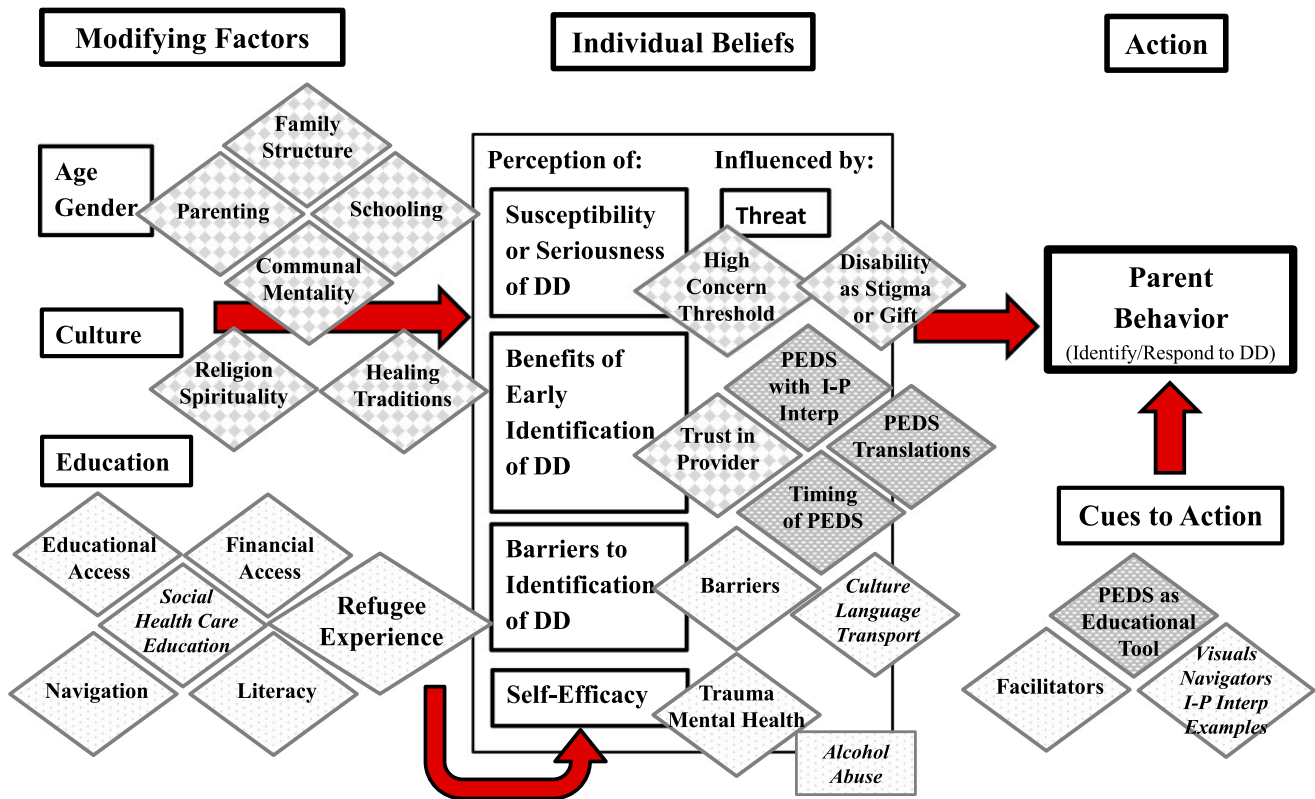 Modifying Factors
Individual Beliefs
Action
Age
Gender
Family
Structure
Parenting
Schooling
Communal
Mentality
Culture
Religion
Spirituality
Healing
Traditions
Education
Educational
Access
Financial
Access
Social
Health Care
Education
Refugee
Experience
Navigation
Literacy
Perception of:
Influenced by:
Susceptibility
or Seriousness
of DD
Threat
High
Concern
Threshold
Disability
as Stigma
or Gift
Benefits of
Early
Identification
of DD
PEDS
with I-P
Interp
Trust in
Provider
PEDS
Translations
Timing
of PEDS
Barriers to
Identification
of DD
Barriers
Culture
Language
Transport
Self-Efficacy
Trauma
Mental Health
Alcohol
Abuse
Parent
Behavior
(Identify/Respond to DD)
Cues to Action
PEDS as
Educational
Tool
Facilitators
Visuals
Navigators
I-P Interp
Examples